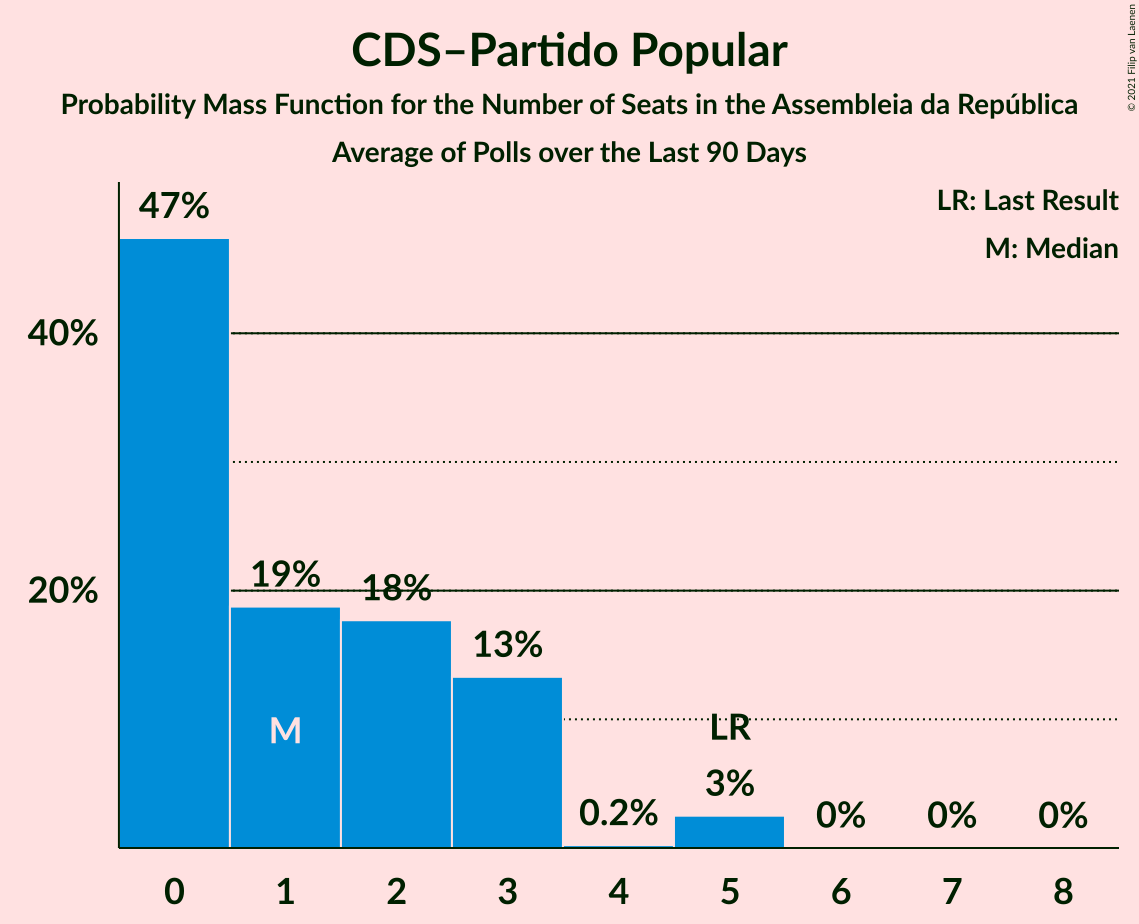 CDS–Partido Popular
Probability Mass Function for the Number of Seats in the Assembleia da República
Average of Polls over the Last 90 Days
© 2021 Filip van Laenen
LR: Last Result
M: Median
47%
40%
20%
19%
18%
13%
M
LR
0.2%
3%
0%
0%
0%
0 1 2 3 4 5 6 7 8